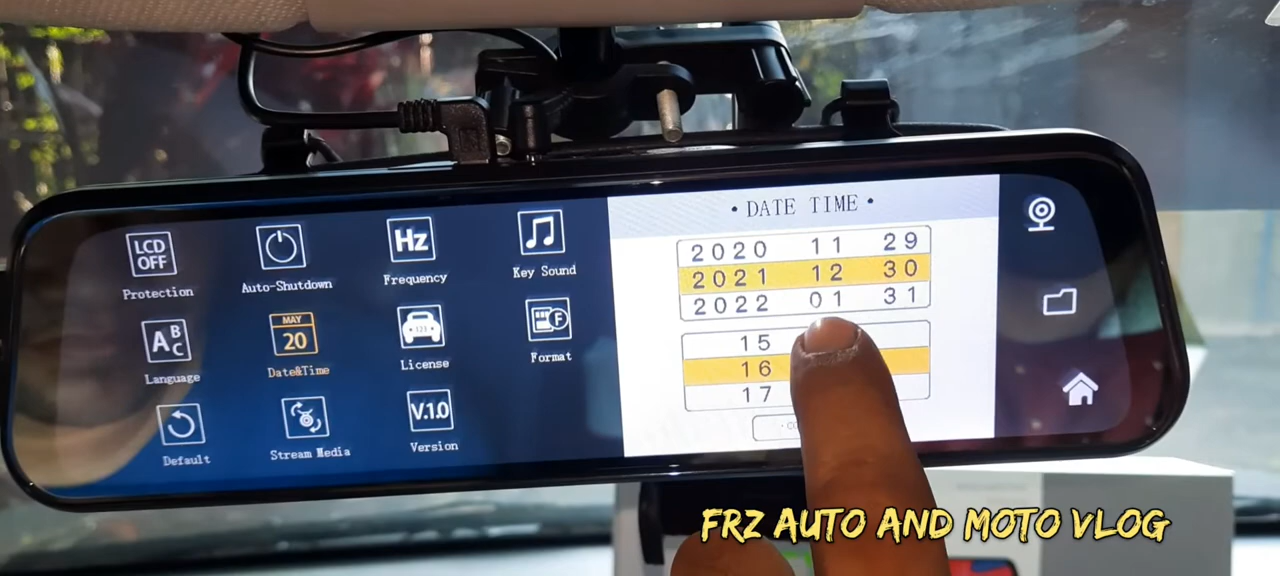 LCD
OFF
Protection
Auto-Shutdown
Hz
Frequency
Key Sound
A B C
Language
MAY
20
Date&Time
123
License
F
Format
Default
Stream Media
V.1.0
Version
• DATE TIME •
2020 11 29
2021 12 30
2022 01 31
15
16
17
FRZ AUTO AND MOTO VLOG